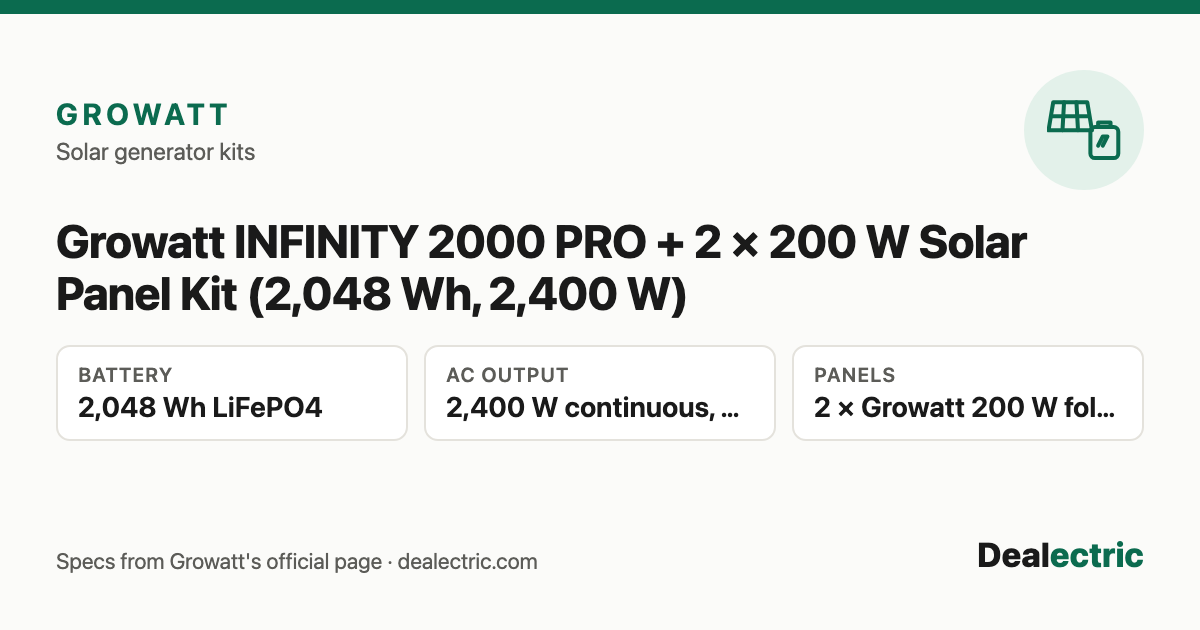 GROWATT
Solar generator kits
Growatt INFINITY 2000 PRO + 2 × 200 W Solar
Panel Kit (2,048 Wh, 2,400 W)
BATTERY
2,048 Wh LiFePO4
AC OUTPUT
2,400 W continuous, ...
PANELS
2 × Growatt 200 W fol...
Specs from Growatt's official page · dealectric.com
Dealectric